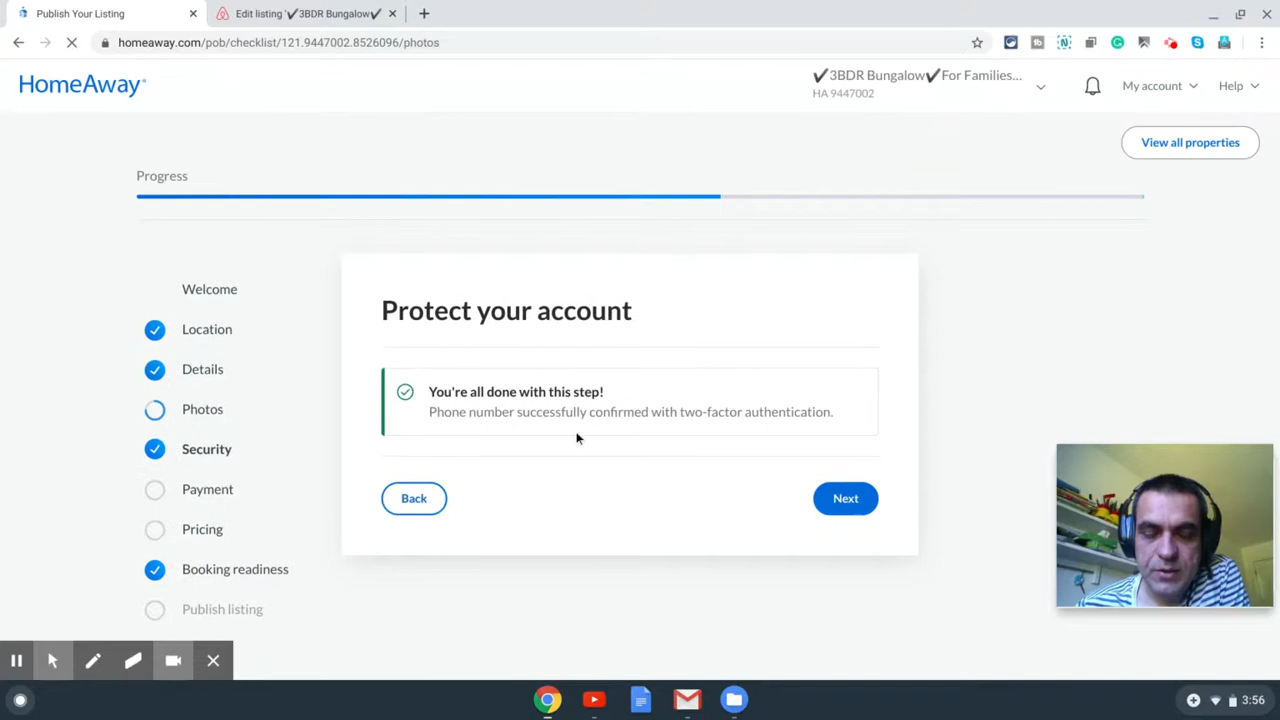 Publish Your Listing
Edit listing '✔3BDR Bungalow✔
homeaway.com/pob/checklist/121.9447002.8526096/photos
HomeAway
✔3BDR Bungalow✔For Families...
HA 9447002
My account
Help
View all properties
Progress
Welcome
Location
Details
Photos
Security
Payment
Pricing
Booking readiness
Publish listing
Protect your account
You're all done with this step!
Phone number successfully confirmed with two-factor authentication.
Back
Next
3:56